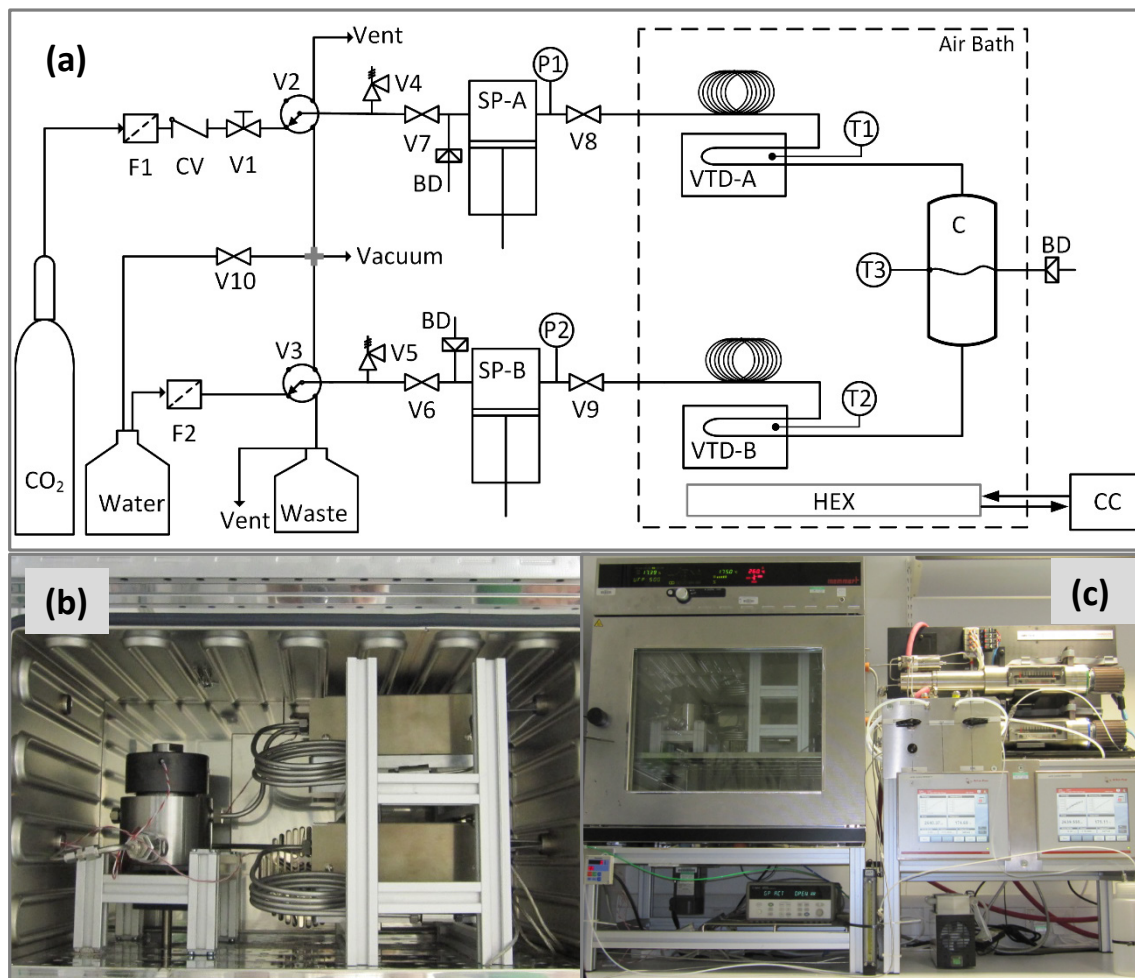 (a)
Vent
Air Bath
V2
V4
SP-A
P1
F1
CV
V1
V7
BD
V8
VTD-A
T1
C
BD
T3
V10
Vacuum
V3
V5
BD
P2
SP-B
V6
V9
F2
T2
VTD-B
CO₂
Water
Vent
Waste
HEX
CC
(b)
(c)
memmert